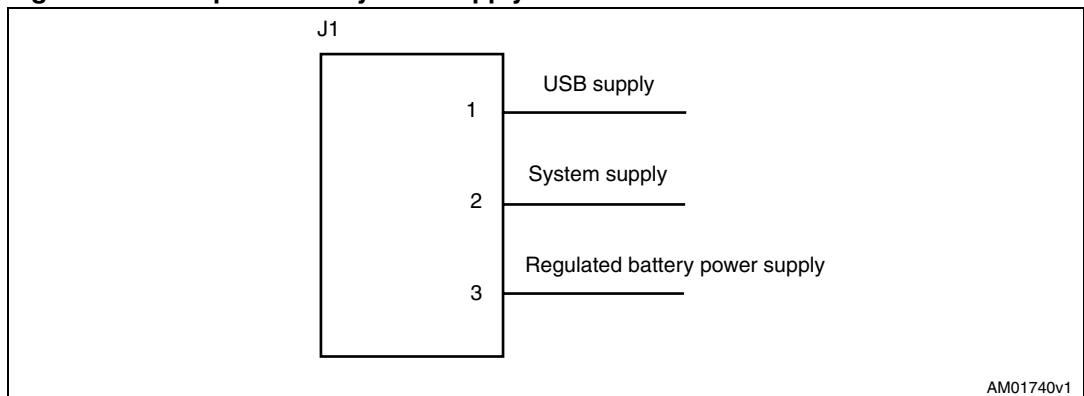 J1
1 USB supply
2 System supply
3 Regulated battery power supply
AM01740v1